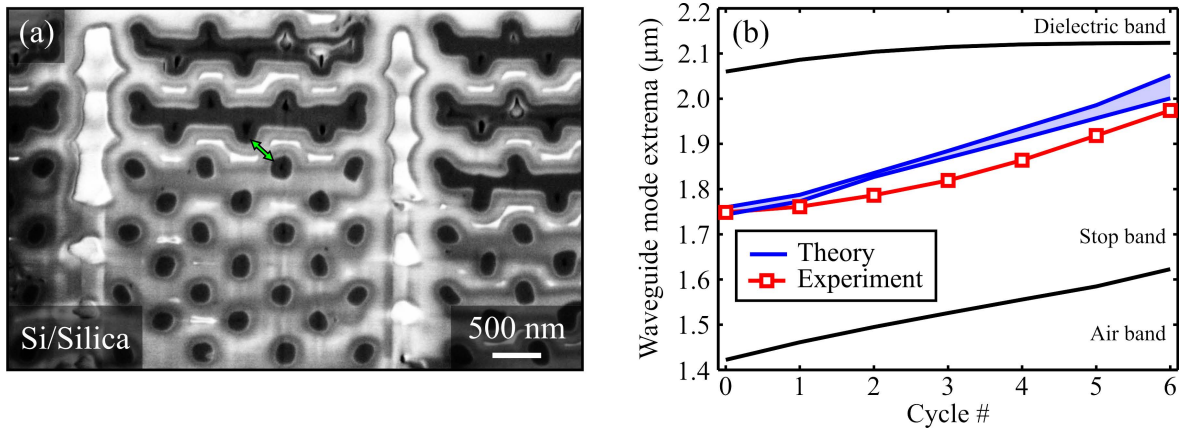 (a)
Si/Silica
500 nm
(b)
Waveguide mode extrema (μm)
2.2
2.1
2.0
1.9
1.8
1.7
1.6
1.5
1.4
Dielectric band
Stop band
Air band
Theory
Experiment
0 1 2 3 4 5 6
Cycle #